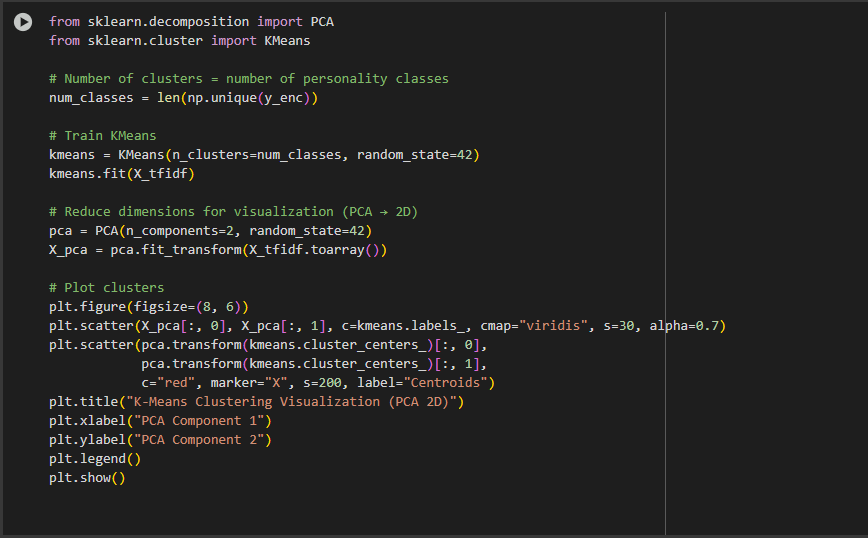 from sklearn.decomposition import PCA
from sklearn.cluster import KMeans

# Number of clusters = number of personality classes
num_classes = len(np.unique(y_enc))

# Train KMeans
kmeans = KMeans(n_clusters=num_classes, random_state=42)
kmeans.fit(X_tfidf)

# Reduce dimensions for visualization (PCA → 2D)
pca = PCA(n_components=2, random_state=42)
X_pca = pca.fit_transform(X_tfidf.toarray())

# Plot clusters
plt.figure(figsize=(8, 6))
plt.scatter(X_pca[:, 0], X_pca[:, 1], c=kmeans.labels_, cmap="viridis", s=30, alpha=0.7)
plt.scatter(pca.transform(kmeans.cluster_centers_)[:, 0],
            pca.transform(kmeans.cluster_centers_)[:, 1],
            c="red", marker="X", s=200, label="Centroids")
plt.title("K-Means Clustering Visualization (PCA 2D)")
plt.xlabel("PCA Component 1")
plt.ylabel("PCA Component 2")
plt.legend()
plt.show()